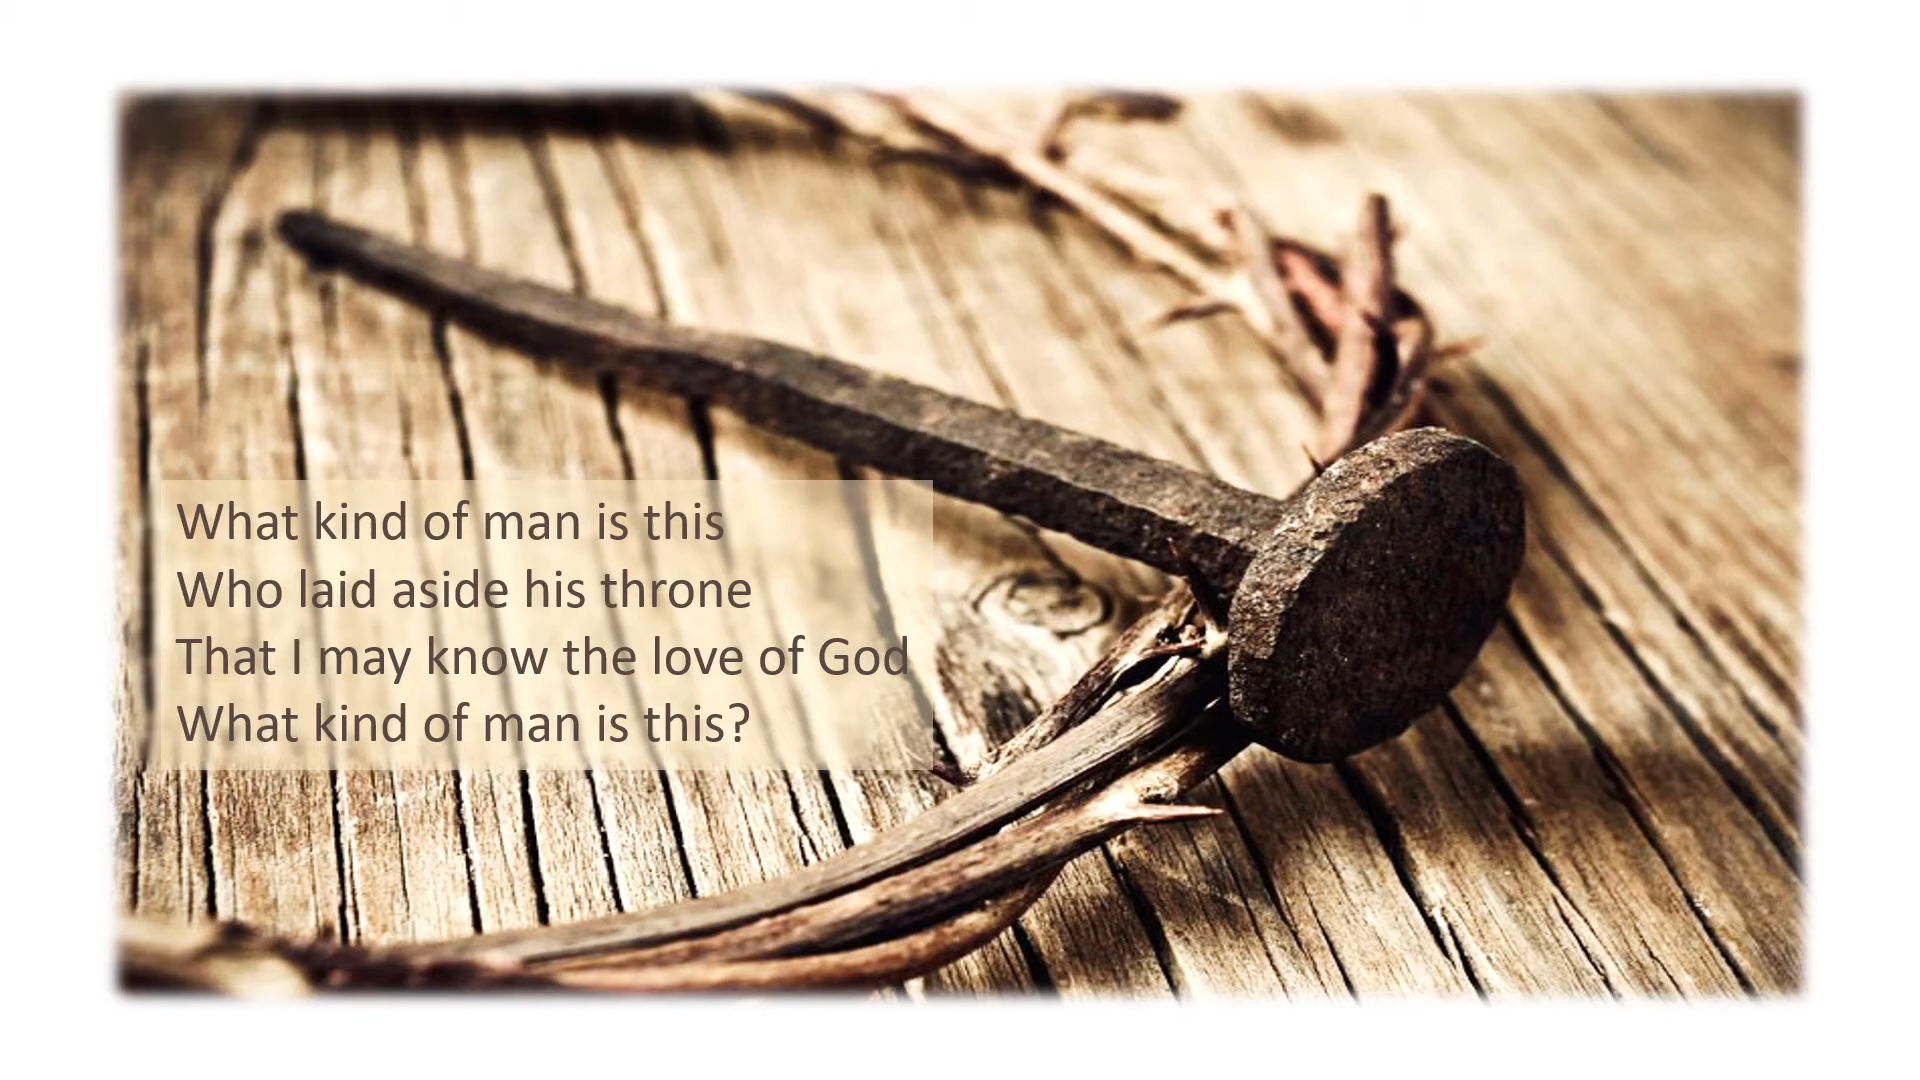 What kind of man is this
Who laid aside his throne
That I may know the love of God
What kind of man is this?